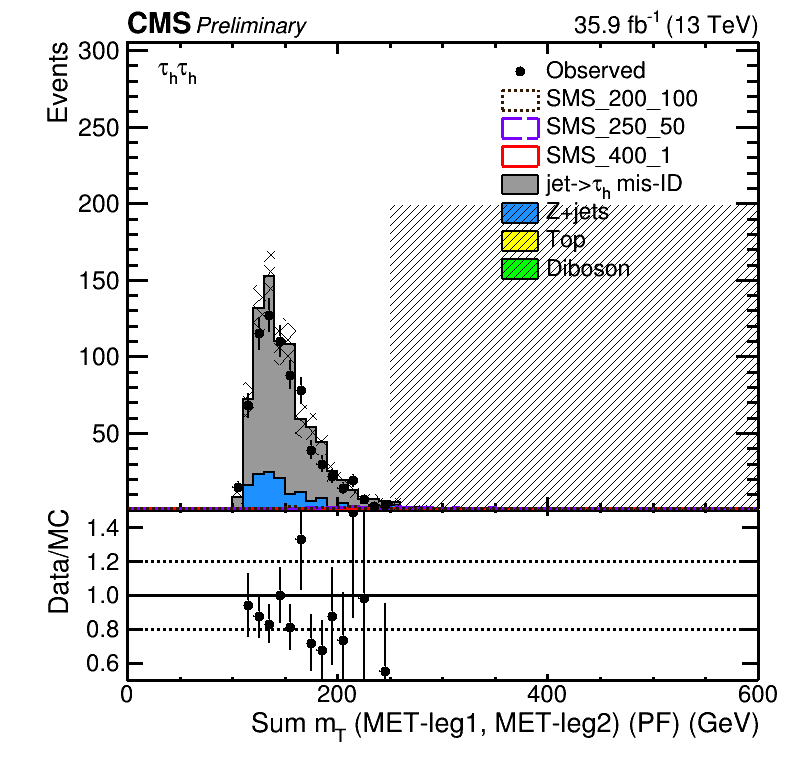 CMS Preliminary 35.9 fb⁻¹ (13 TeV)
Events
300
250
200
150
100
50
τₕτₕ
Observed
SMS_200_100
SMS_250_50
SMS_400_1
jet->τₕ mis-ID
Z+jets
Top
Diboson
Data/MC
1.4
1.2
1.0
0.8
0.6
0 200 400 600
Sum m_T (MET-leg1, MET-leg2) (PF) (GeV)